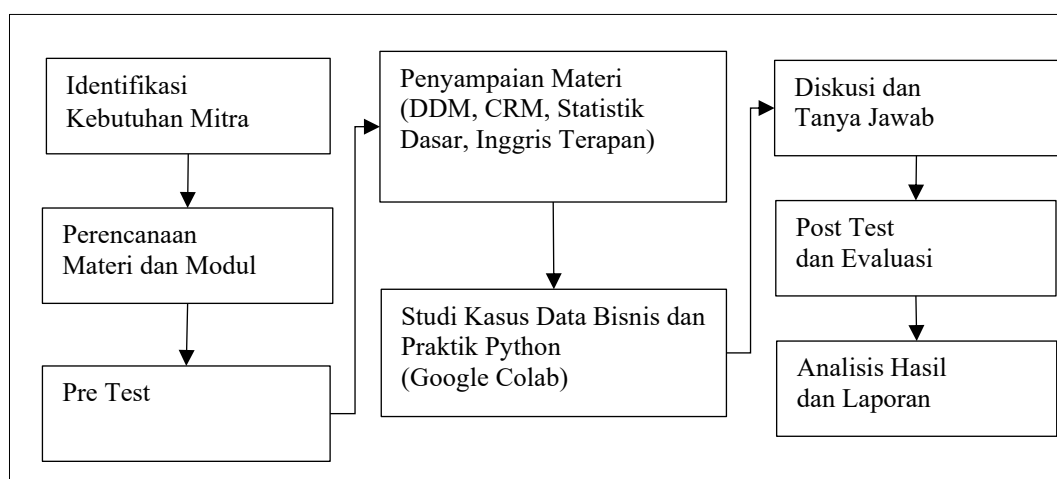 Identifikasi
Kebutuhan Mitra
Perencanaan
Materi dan Modul
Pre Test
Penyampaian Materi
(DDM, CRM, Statistik
Dasar, Inggris Terapan)
Studi Kasus Data Bisnis dan
Praktik Python
(Google Colab)
Diskusi dan
Tanya Jawab
Post Test
dan Evaluasi
Analisis Hasil
dan Laporan